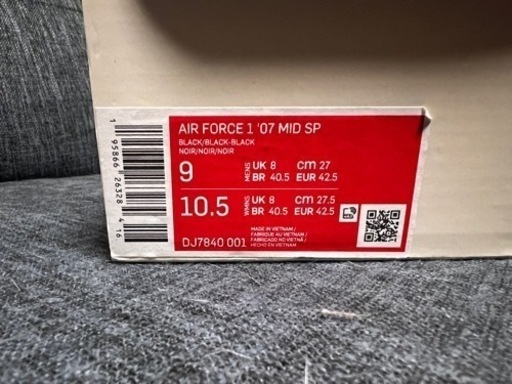 AIR FORCE 1 '07 MID SP
BLACK/BLACK-BLACK
NOIR/NOIR/NOIR
9 MENS UK 8 CM 27
BR 40.5 EUR 42.5
10.5 WMNS UK 8 CM 27.5
BR 40.5 EUR 42.5
DJ7840 001
MADE IN VIETNAM /
FABRIQUÉ AU VIETNAM /
FABRICADO NO VIETNÃ /
HECHO EN VIETNAM
1 95866 26328 4 16